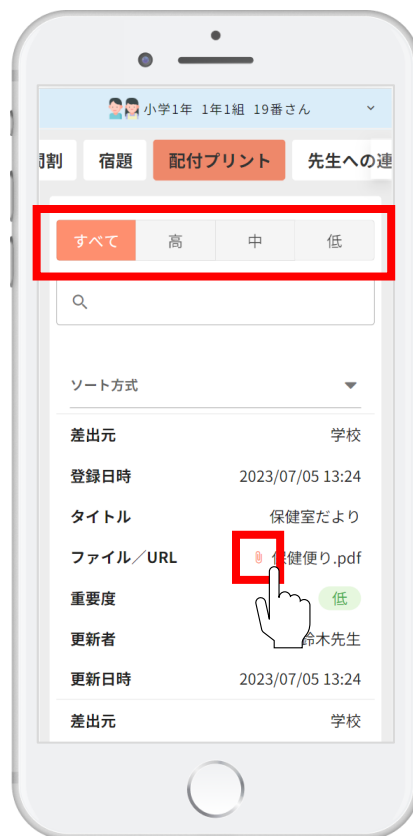 小学1年 1年1組 19番さん
割 宿題 配付プリント 先生への連
すべて 高 中 低
ソート方式
差出元 学校
登録日時 2023/07/05 13:24
タイトル 保健室だより
ファイル／URL 保健便り.pdf
重要度 低
更新者 鈴木先生
更新日時 2023/07/05 13:24
差出元 学校